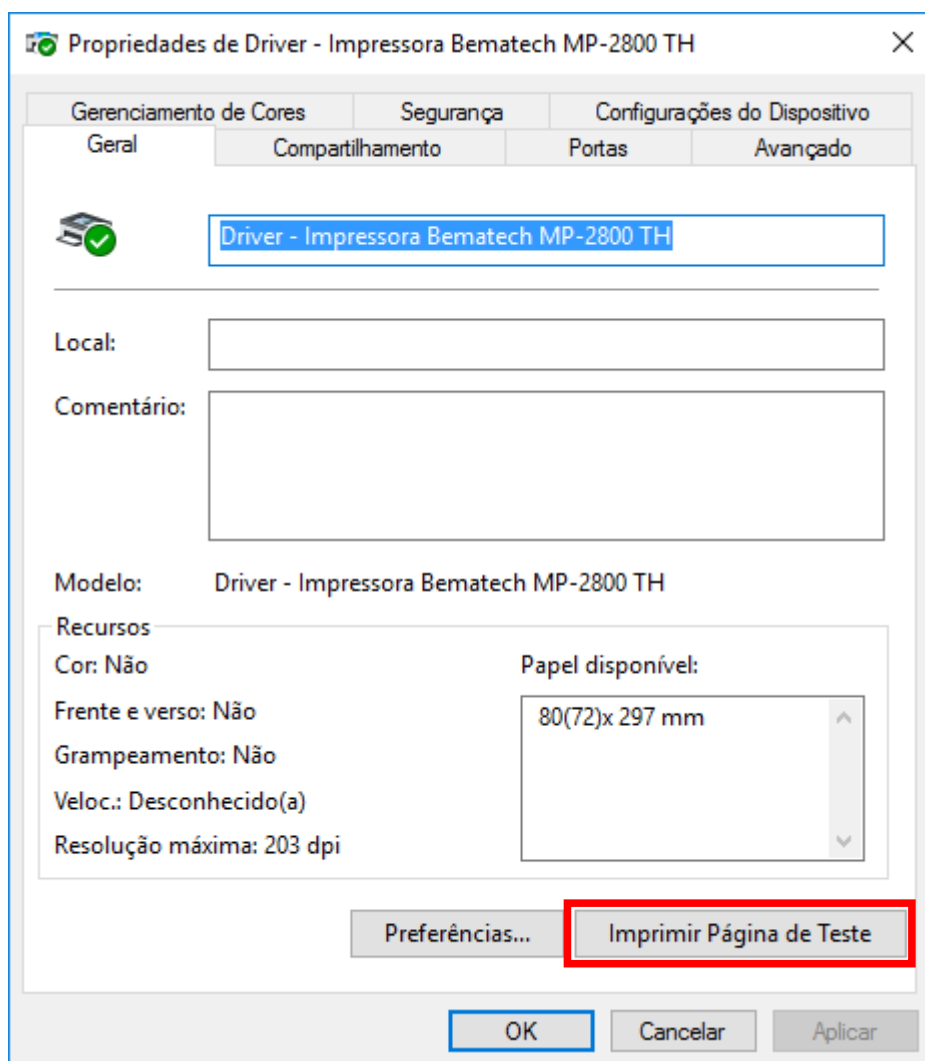 Propriedades de Driver - Impressora Bematech MP-2800 TH
Gerenciamento de Cores Segurança Configurações do Dispositivo
Geral Compartilhamento Portas Avançado
Driver - Impressora Bematech MP-2800 TH
Local:
Comentário:
Modelo: Driver - Impressora Bematech MP-2800 TH
Recursos
Cor: Não Papel disponível:
Frente e verso: Não 80(72)x 297 mm
Grampeamento: Não
Veloc.: Desconhecido(a)
Resolução máxima: 203 dpi
Preferências... Imprimir Página de Teste
OK Cancelar Aplicar